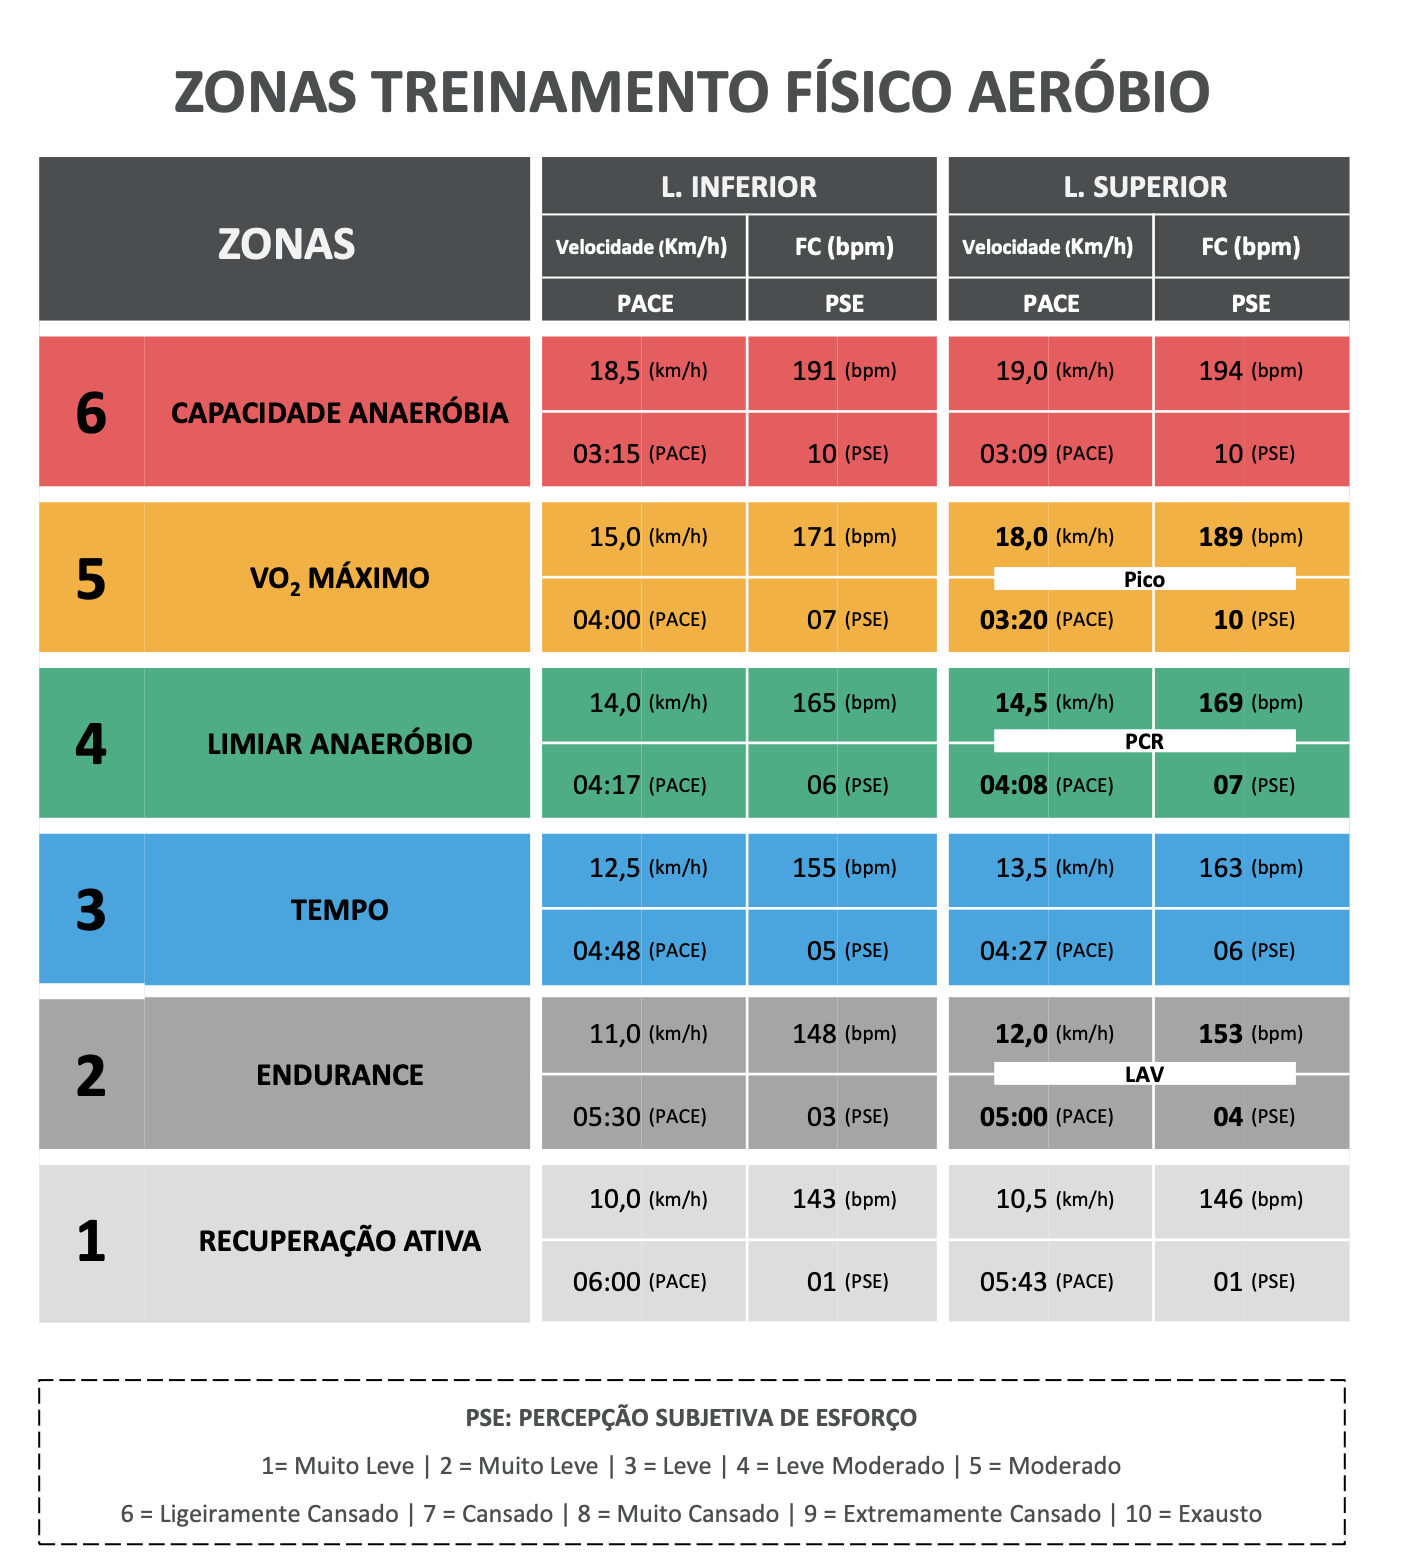 ZONAS TREINAMENTO FÍSICO AERÓBIO
ZONAS
L. INFERIOR
L. SUPERIOR
Velocidade (Km/h) FC (bpm) Velocidade (Km/h) FC (bpm)
PACE PSE PACE PSE
6 CAPACIDADE ANAERÓBIA
18,5 (km/h) 191 (bpm) 19,0 (km/h) 194 (bpm)
03:15 (PACE) 10 (PSE) 03:09 (PACE) 10 (PSE)
5 VO₂ MÁXIMO
15,0 (km/h) 171 (bpm) 18,0 (km/h) 189 (bpm)
Pico
04:00 (PACE) 07 (PSE) 03:20 (PACE) 10 (PSE)
4 LIMIAR ANAERÓBIO
14,0 (km/h) 165 (bpm) 14,5 (km/h) 169 (bpm)
PCR
04:17 (PACE) 06 (PSE) 04:08 (PACE) 07 (PSE)
3 TEMPO
12,5 (km/h) 155 (bpm) 13,5 (km/h) 163 (bpm)
04:48 (PACE) 05 (PSE) 04:27 (PACE) 06 (PSE)
2 ENDURANCE
11,0 (km/h) 148 (bpm) 12,0 (km/h) 153 (bpm)
LAV
05:30 (PACE) 03 (PSE) 05:00 (PACE) 04 (PSE)
1 RECUPERAÇÃO ATIVA
10,0 (km/h) 143 (bpm) 10,5 (km/h) 146 (bpm)
06:00 (PACE) 01 (PSE) 05:43 (PACE) 01 (PSE)
PSE: PERCEPÇÃO SUBJETIVA DE ESFORÇO
1= Muito Leve | 2 = Muito Leve | 3 = Leve | 4 = Leve Moderado | 5 = Moderado
6 = Ligeiramente Cansado | 7 = Cansado | 8 = Muito Cansado | 9 = Extremamente Cansado | 10 = Exausto